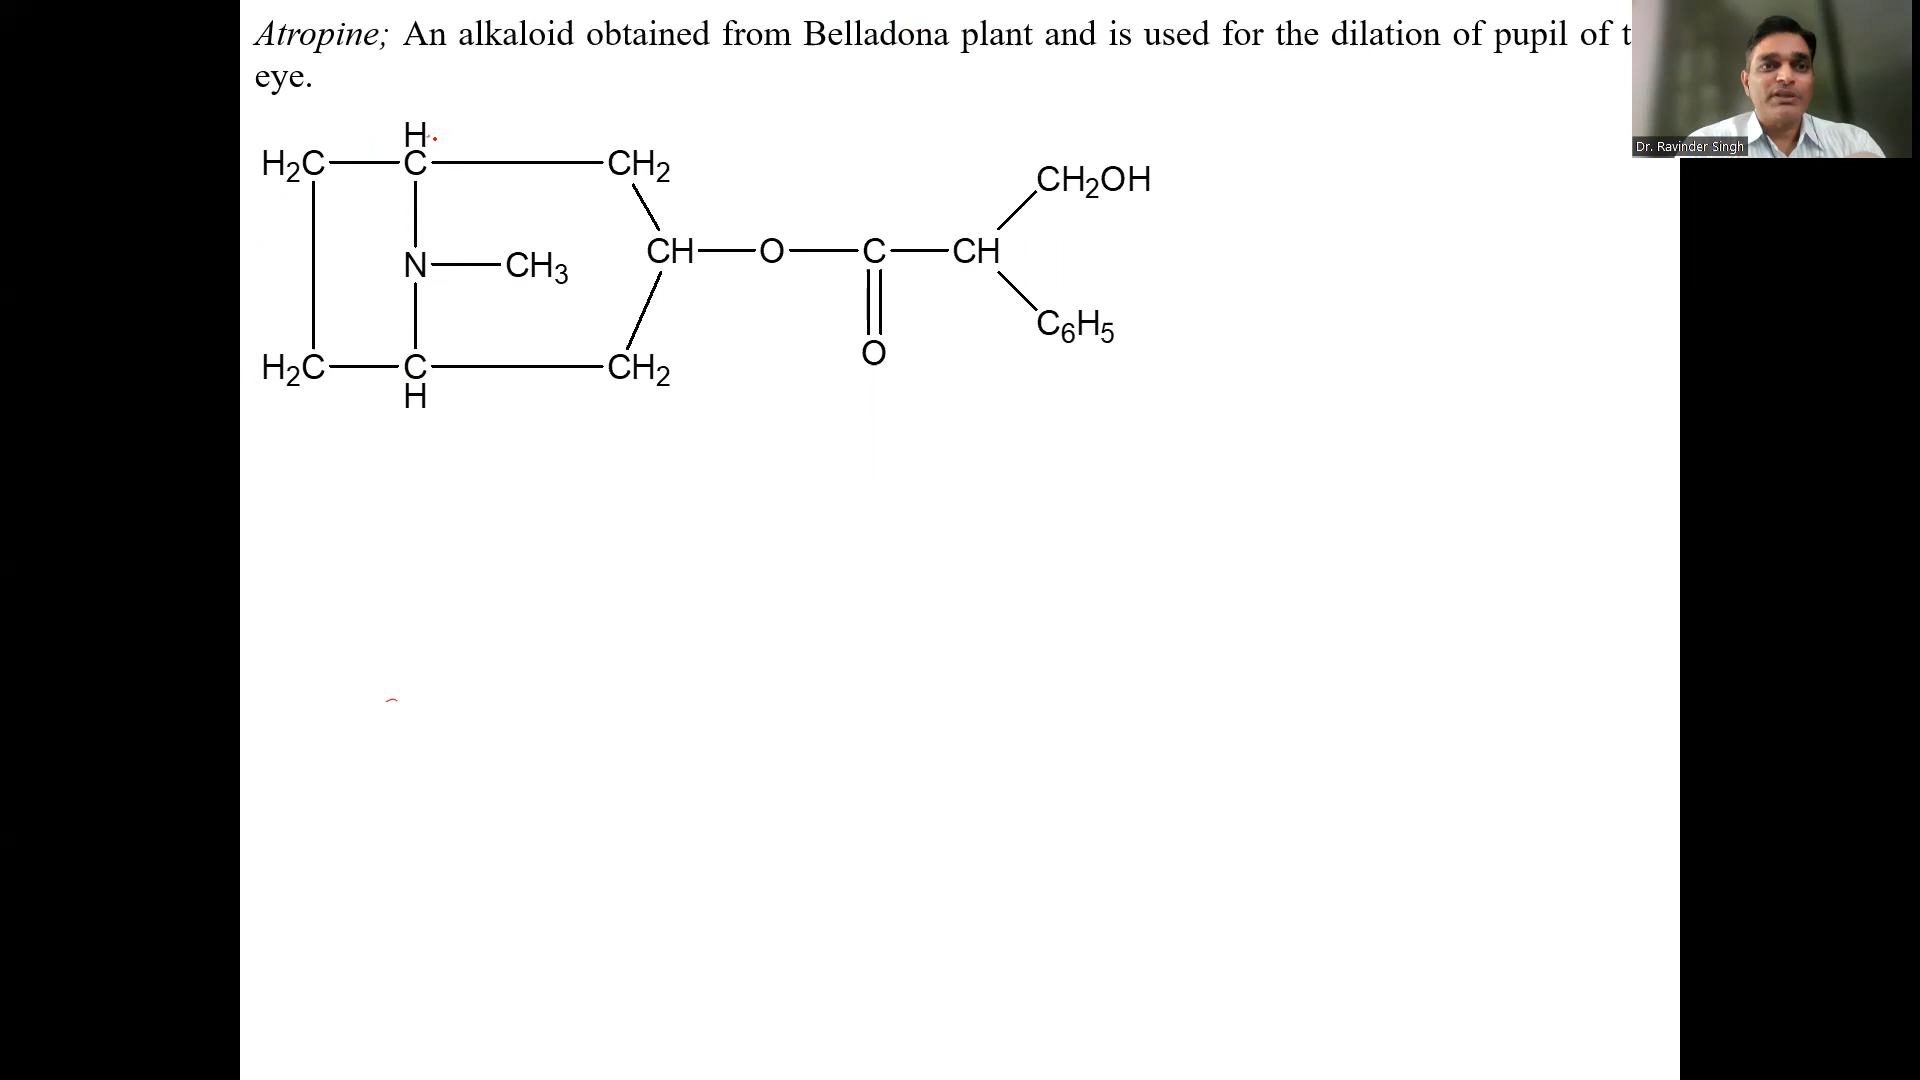 Atropine; An alkaloid obtained from Belladona plant and is used for the dilation of pupil of
eye.
Dr. Ravinder Singh
H
H2C C CH2
CH2OH
CH O C CH
N CH3
C6H5
O
H2C C CH2
H